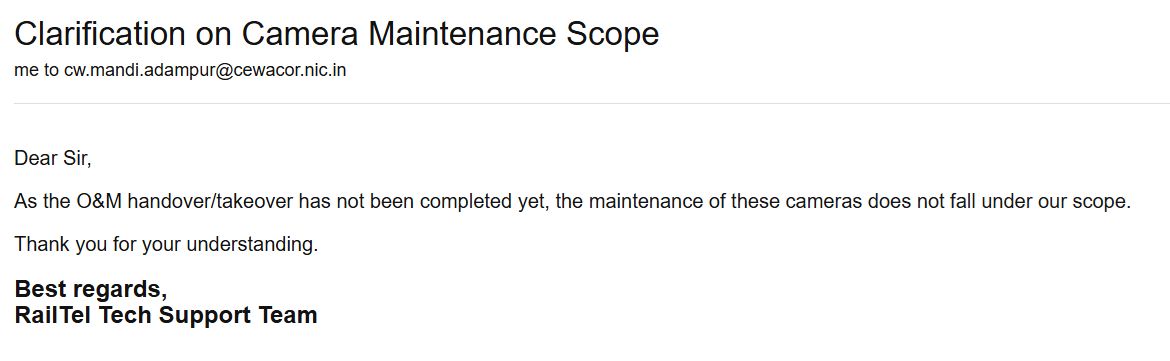 Clarification on Camera Maintenance Scope
me to cw.mandi.adampur@cewacor.nic.in
Dear Sir,
As the O&M handover/takeover has not been completed yet, the maintenance of these cameras does not fall under our scope.
Thank you for your understanding.
Best regards,
RailTel Tech Support Team